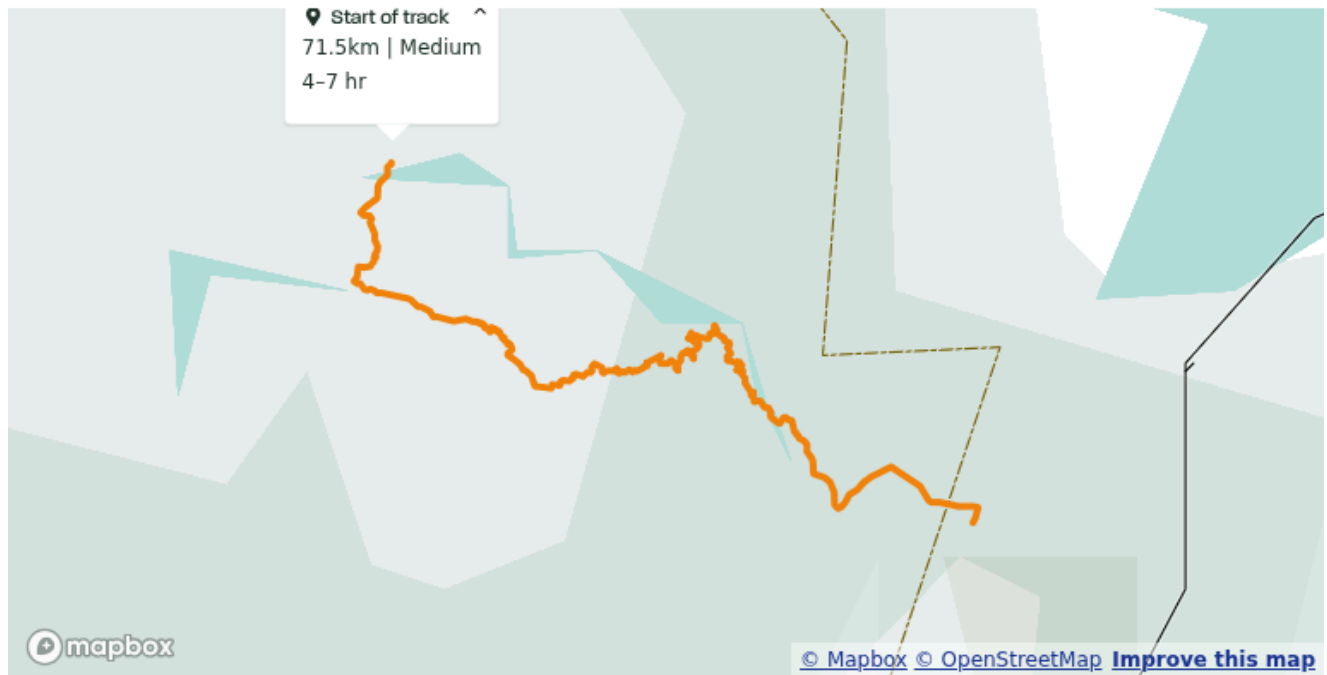 Start of track
71.5km | Medium
4–7 hr
mapbox
© Mapbox © OpenStreetMap Improve this map